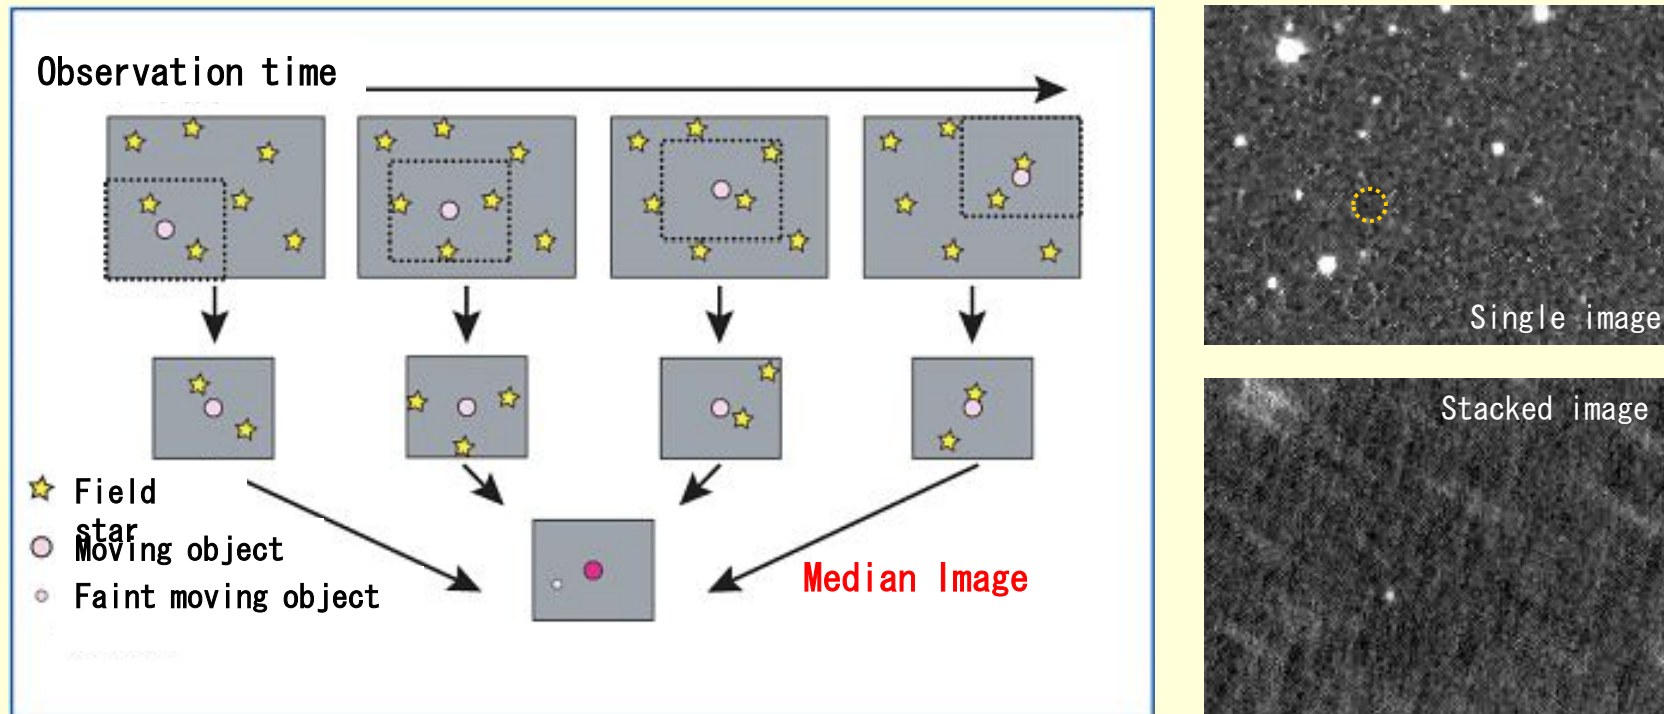 Observation time
Field
star
Moving object
Faint moving object
Median Image
Single image
Stacked image